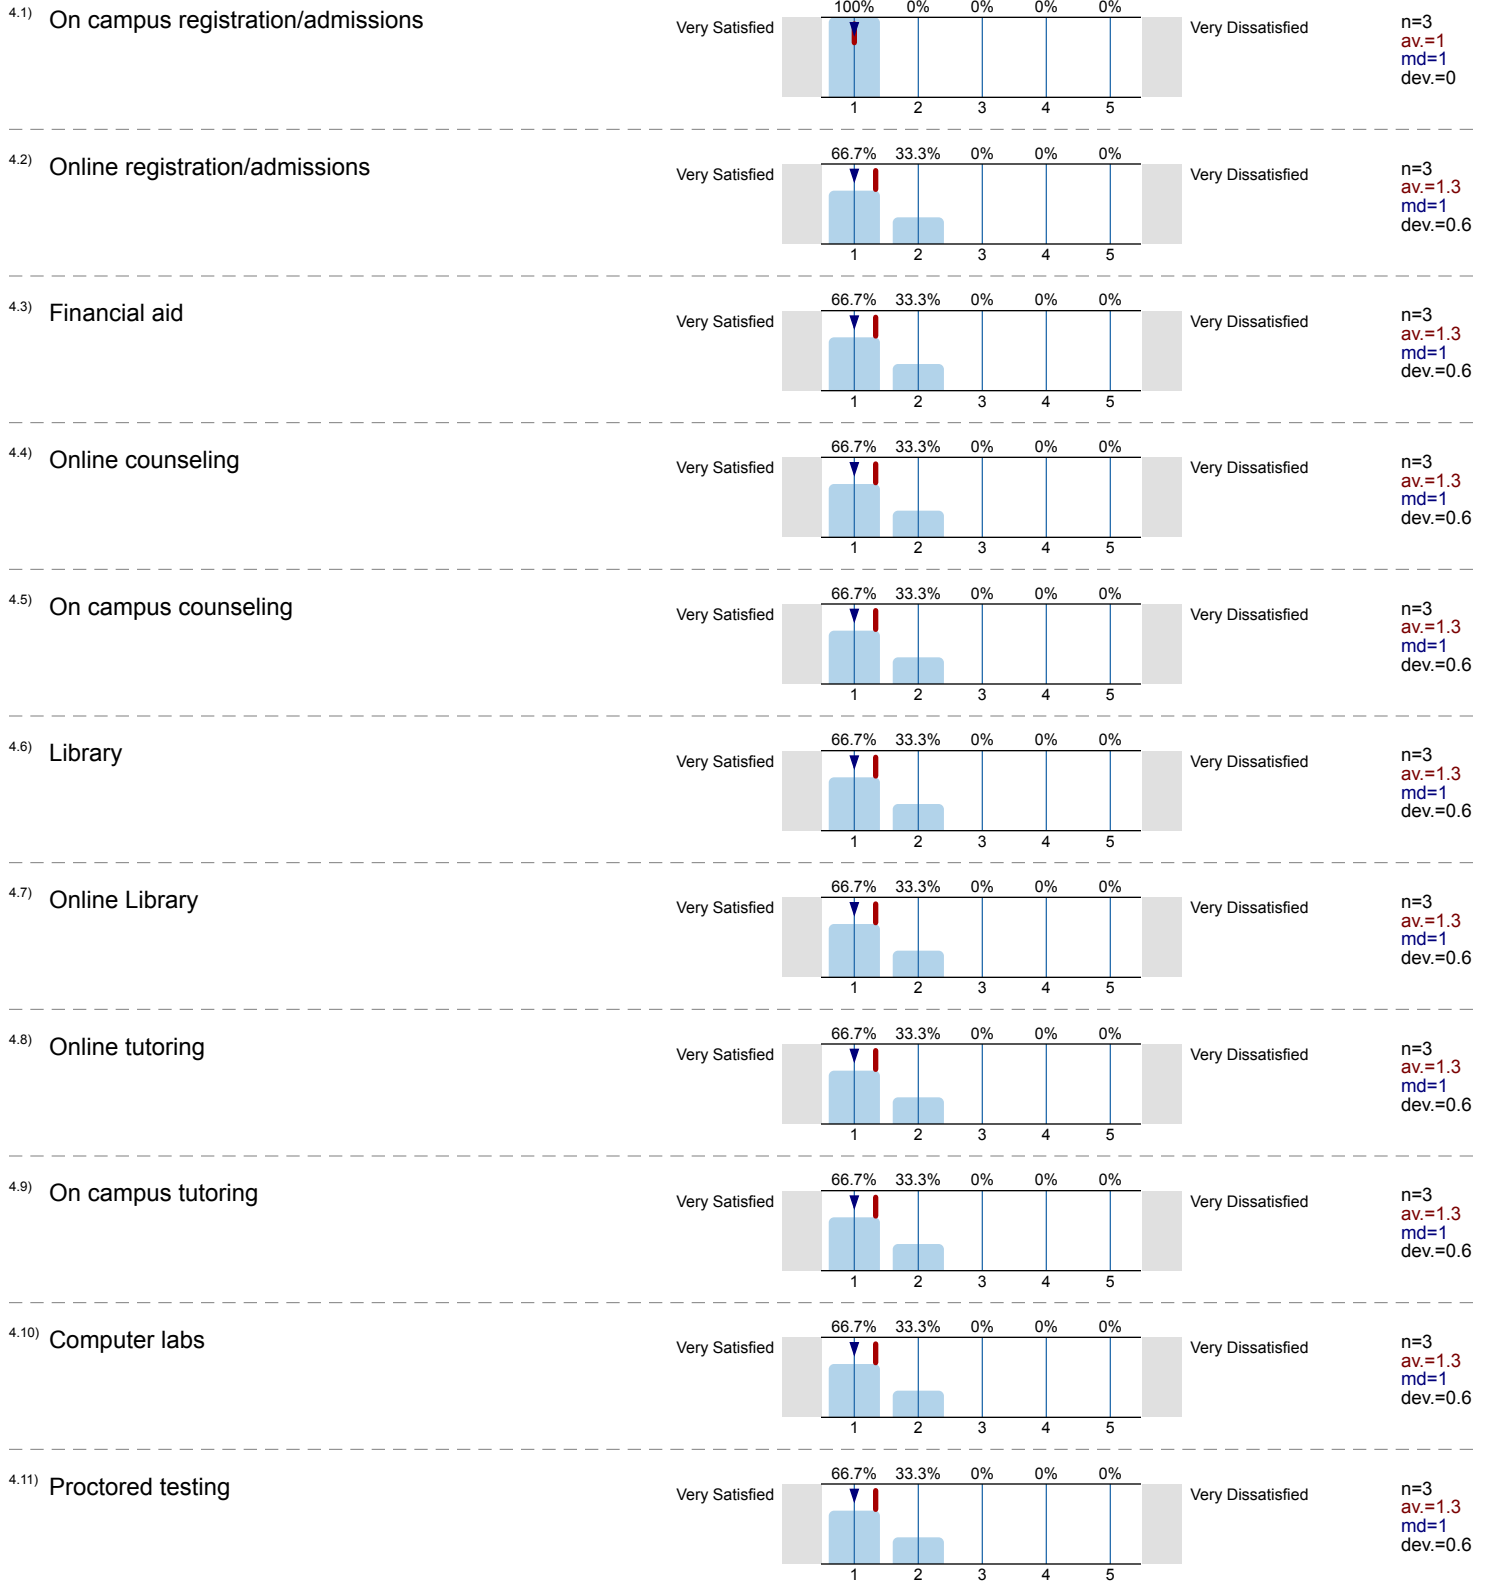 4.1) On campus registration/admissions
Very Satisfied
100% 0% 0% 0% 0%
1 2 3 4 5
Very Dissatisfied
n=3
av.=1
md=1
dev.=0
4.2) Online registration/admissions
Very Satisfied
66.7% 33.3% 0% 0% 0%
1 2 3 4 5
Very Dissatisfied
n=3
av.=1.3
md=1
dev.=0.6
4.3) Financial aid
Very Satisfied
66.7% 33.3% 0% 0% 0%
1 2 3 4 5
Very Dissatisfied
n=3
av.=1.3
md=1
dev.=0.6
4.4) Online counseling
Very Satisfied
66.7% 33.3% 0% 0% 0%
1 2 3 4 5
Very Dissatisfied
n=3
av.=1.3
md=1
dev.=0.6
4.5) On campus counseling
Very Satisfied
66.7% 33.3% 0% 0% 0%
1 2 3 4 5
Very Dissatisfied
n=3
av.=1.3
md=1
dev.=0.6
4.6) Library
Very Satisfied
66.7% 33.3% 0% 0% 0%
1 2 3 4 5
Very Dissatisfied
n=3
av.=1.3
md=1
dev.=0.6
4.7) Online Library
Very Satisfied
66.7% 33.3% 0% 0% 0%
1 2 3 4 5
Very Dissatisfied
n=3
av.=1.3
md=1
dev.=0.6
4.8) Online tutoring
Very Satisfied
66.7% 33.3% 0% 0% 0%
1 2 3 4 5
Very Dissatisfied
n=3
av.=1.3
md=1
dev.=0.6
4.9) On campus tutoring
Very Satisfied
66.7% 33.3% 0% 0% 0%
1 2 3 4 5
Very Dissatisfied
n=3
av.=1.3
md=1
dev.=0.6
4.10) Computer labs
Very Satisfied
66.7% 33.3% 0% 0% 0%
1 2 3 4 5
Very Dissatisfied
n=3
av.=1.3
md=1
dev.=0.6
4.11) Proctored testing
Very Satisfied
66.7% 33.3% 0% 0% 0%
1 2 3 4 5
Very Dissatisfied
n=3
av.=1.3
md=1
dev.=0.6